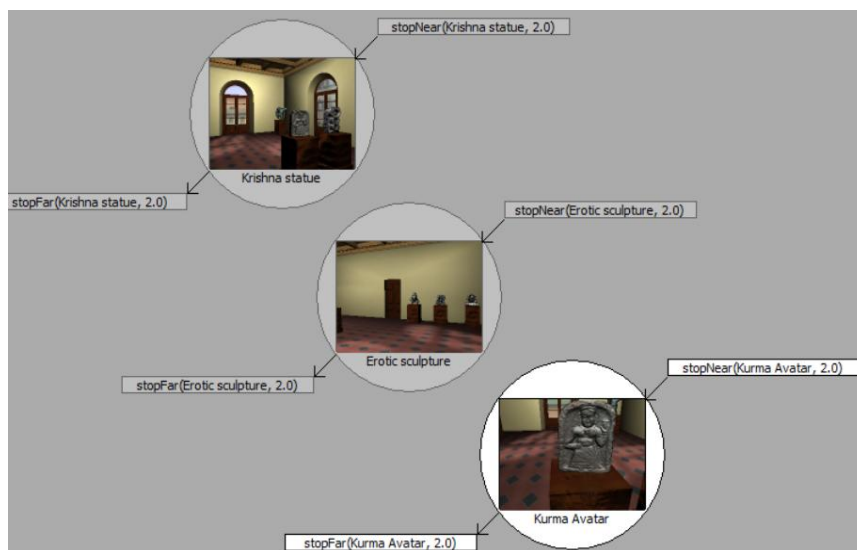 stopNear(Krishna statue, 2.0)
Krishna statue
stopFar(Krishna statue, 2.0)
stopNear(Erotic sculpture, 2.0)
Erotic sculpture
stopFar(Erotic sculpture, 2.0)
stopNear(Kurma Avatar, 2.0)
Kurma Avatar
stopFar(Kurma Avatar, 2.0)